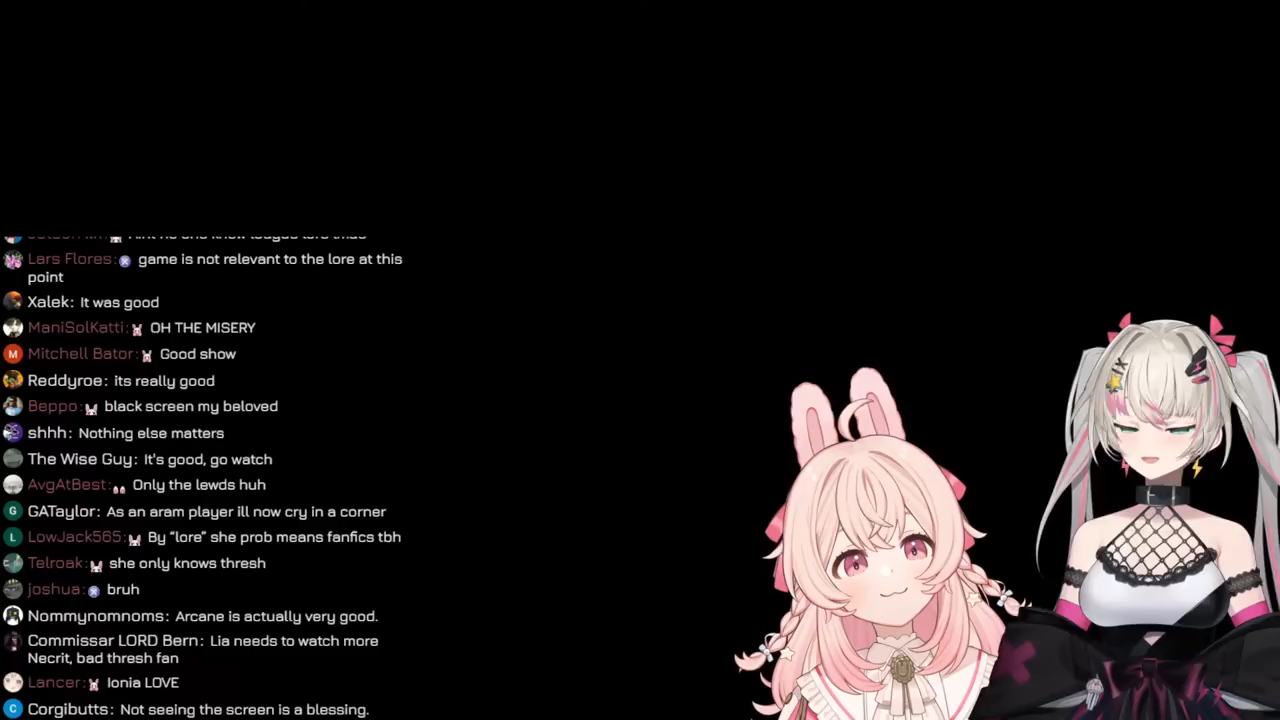 Lars Flores: game is not relevant to the lore at this
point
Xalek: It was good
ManiSolKatti: OH THE MISERY
M Mitchell Bator: Good show
Reddyroe: its really good
Beppo: black screen my beloved
shhh: Nothing else matters
The Wise Guy: It's good, go watch
AvgAtBest: Only the lewds huh
G GATaylor: As an aram player ill now cry in a corner
L LowJack565: By “lore” she prob means fanfics tbh
Telroak: she only knows thresh
joshua: bruh
Nommynomnoms: Arcane is actually very good.
Commissar LORD Bern: Lia needs to watch more
Necrit, bad thresh fan
Lancer: Ionia LOVE
C Corgibutts: Not seeing the screen is a blessing.